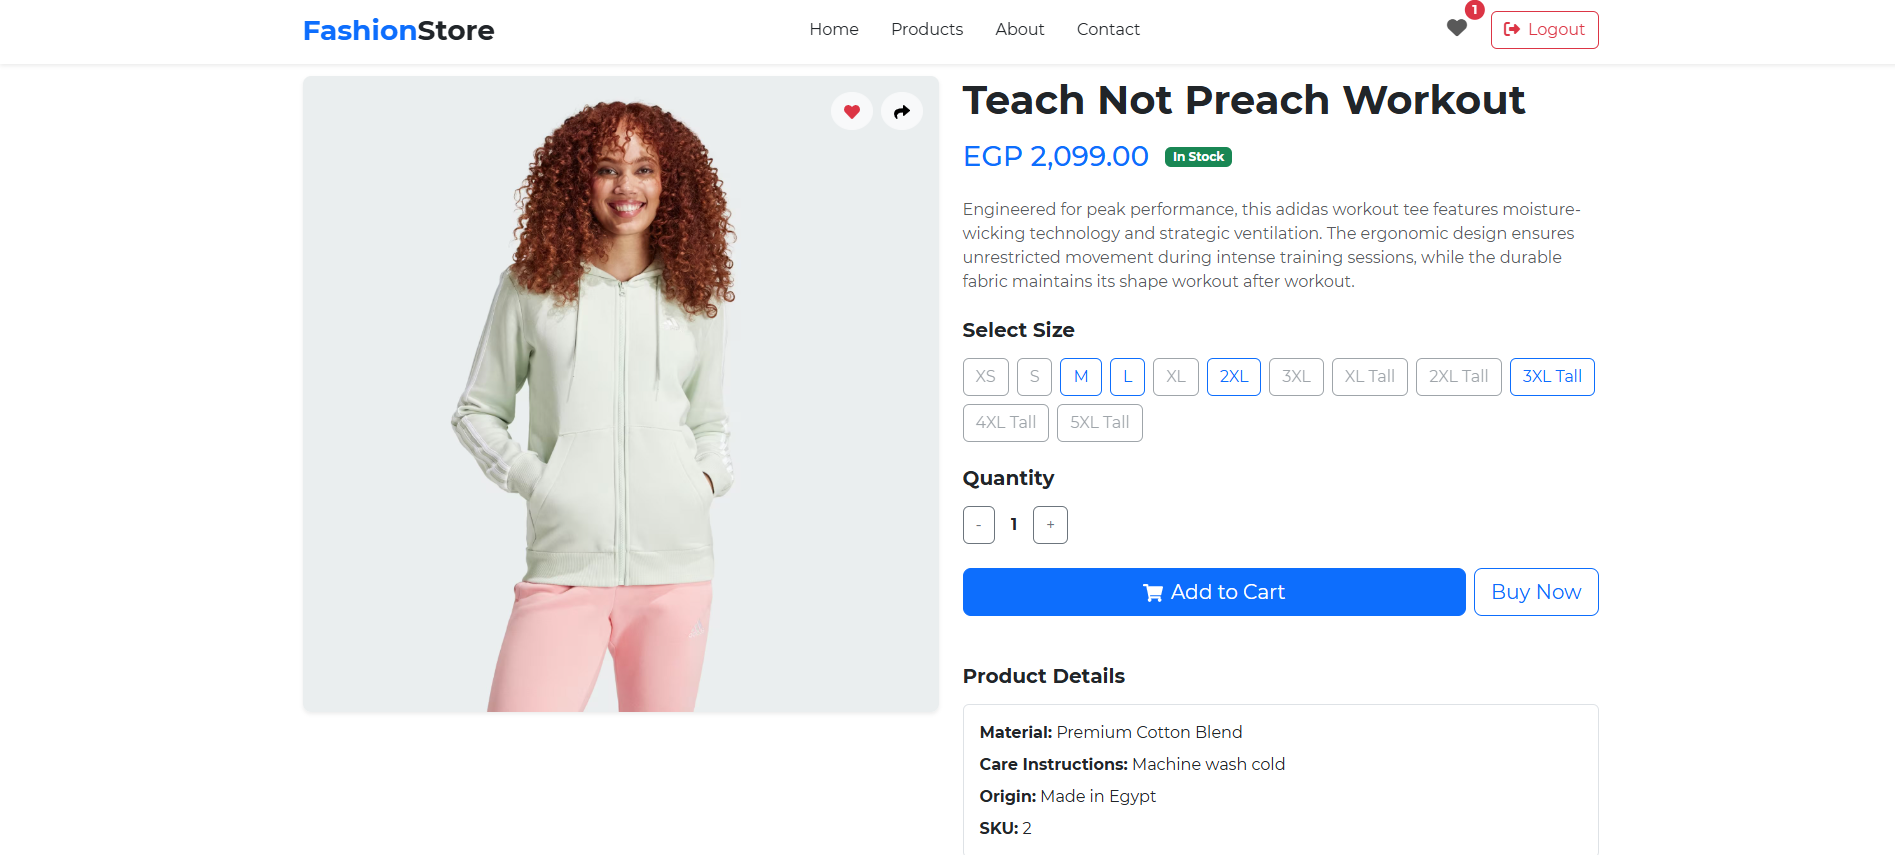 FashionStore
Home Products About Contact
1
Logout
Teach Not Preach Workout
EGP 2,099.00 In Stock
Engineered for peak performance, this adidas workout tee features moisture-
wicking technology and strategic ventilation. The ergonomic design ensures
unrestricted movement during intense training sessions, while the durable
fabric maintains its shape workout after workout.
Select Size
XS S M L XL 2XL 3XL XL Tall 2XL Tall 3XL Tall
4XL Tall 5XL Tall
Quantity
- 1 +
Add to Cart Buy Now
Product Details
Material: Premium Cotton Blend
Care Instructions: Machine wash cold
Origin: Made in Egypt
SKU: 2